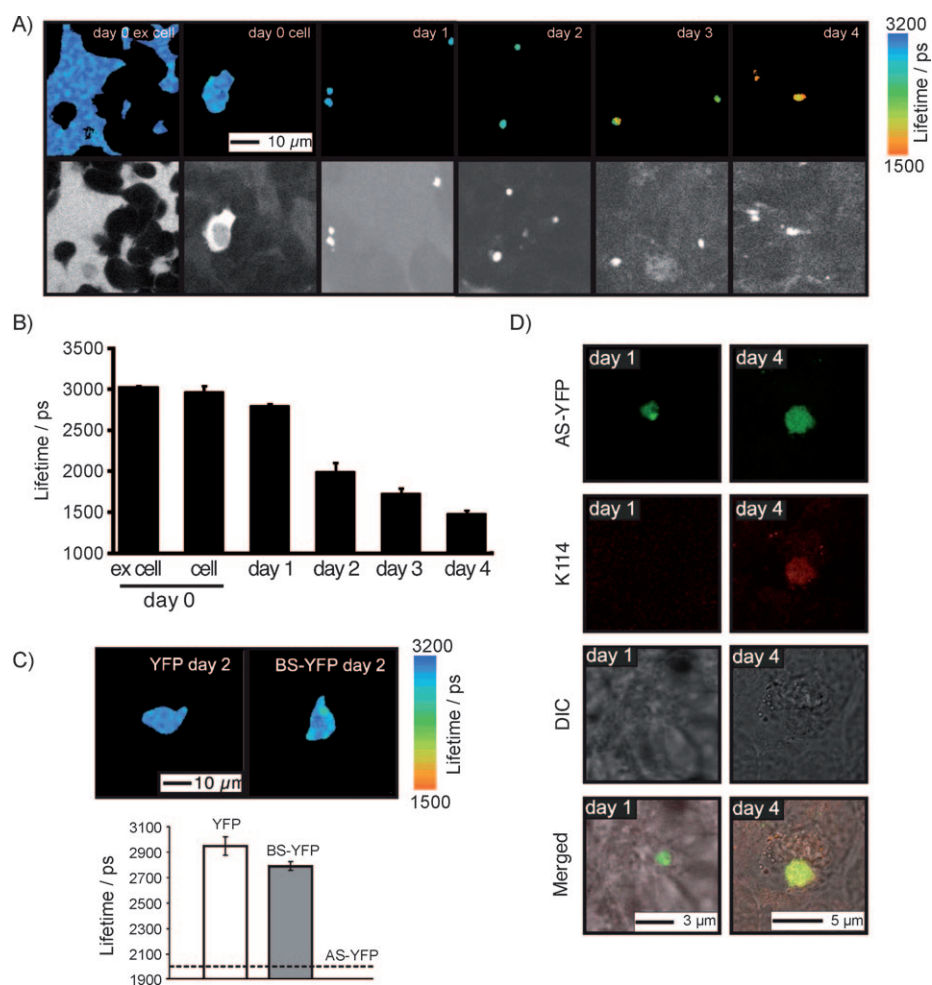 A)
day 0 ex cell
day 0 cell
day 1
day 2
day 3
day 4
10 µm
3200
Lifetime / ps
1500
B)
3500
3000
2500
2000
1500
1000
Lifetime / ps
ex cell
cell
day 1
day 2
day 3
day 4
day 0
C)
YFP day 2
BS-YFP day 2
10 µm
3200
Lifetime / ps
1500
3100
2900
2700
2500
2300
2100
1900
Lifetime / ps
YFP
BS-YFP
AS-YFP
D)
AS-YFP
day 1
day 4
K114
day 1
day 4
DIC
day 1
day 4
Merged
day 1
day 4
3 µm
5 µm